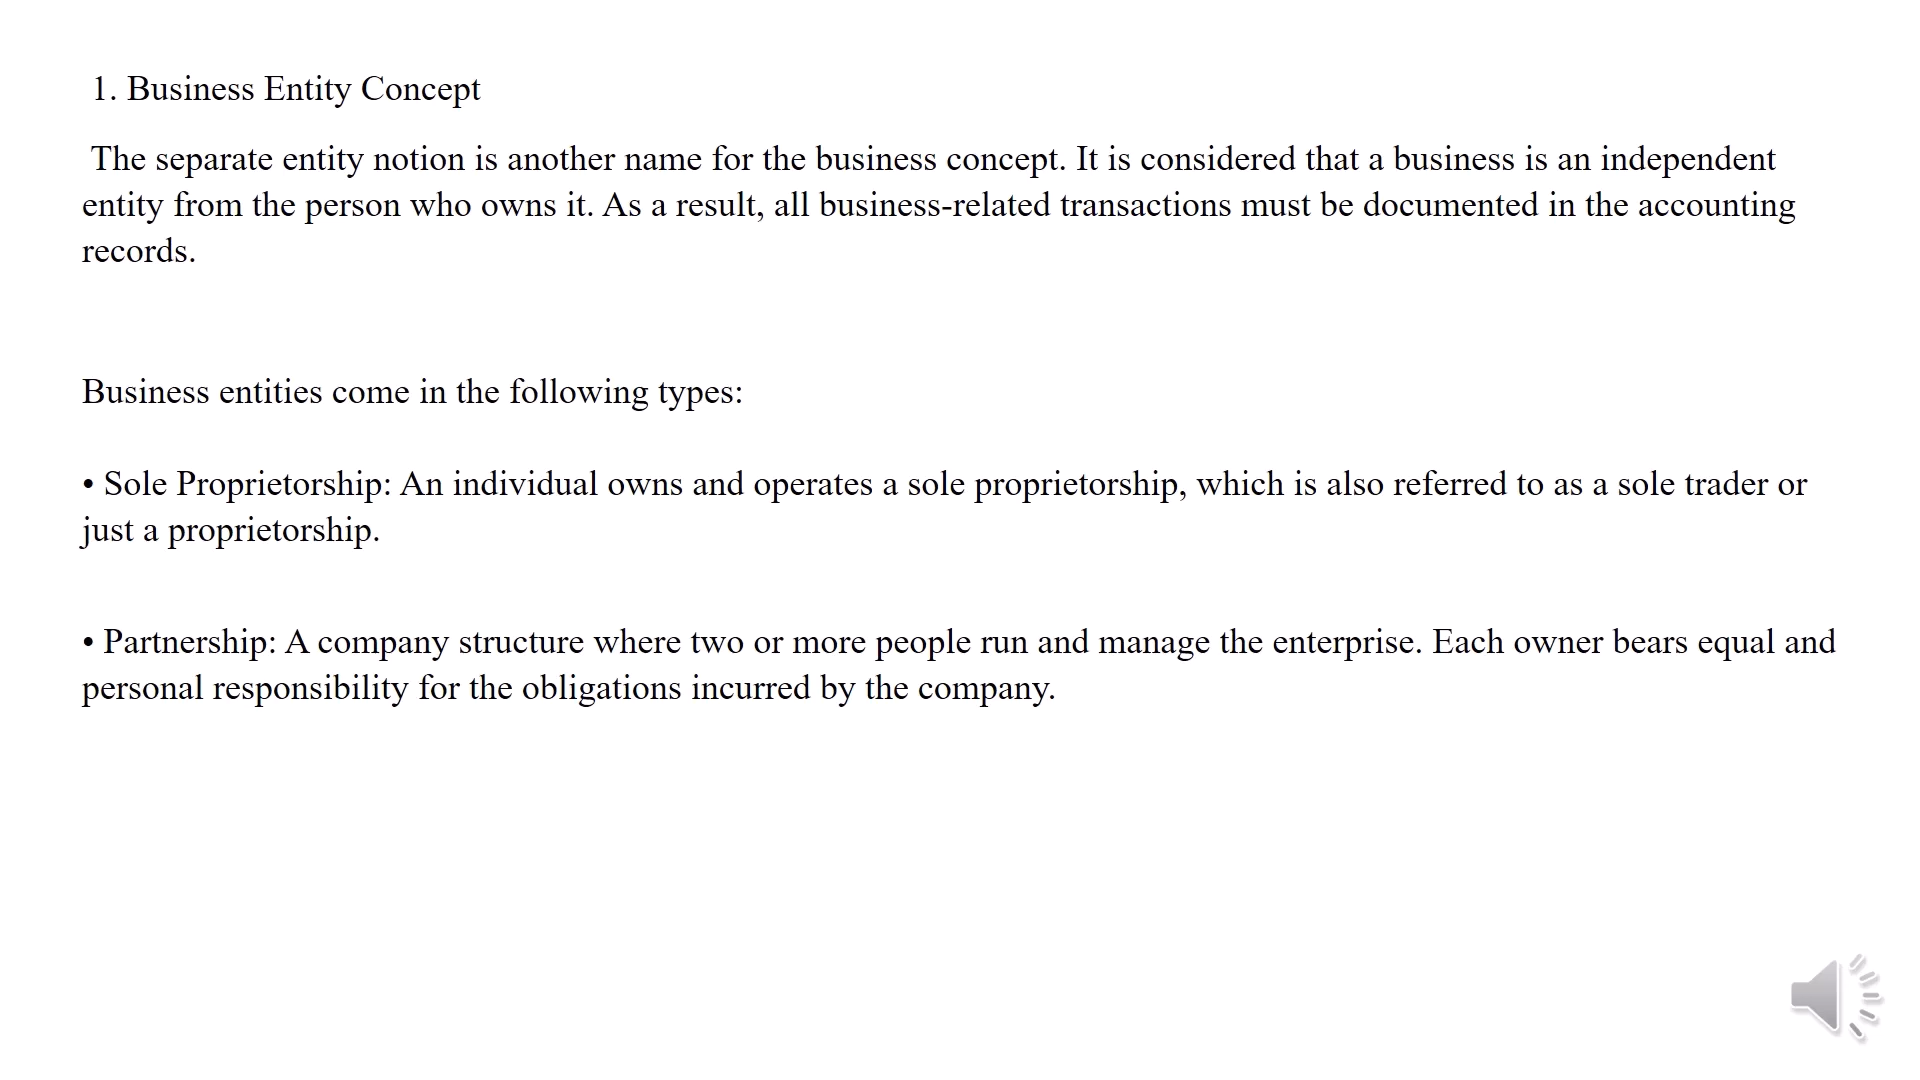 1. Business Entity Concept
The separate entity notion is another name for the business concept. It is considered that a business is an independent
entity from the person who owns it. As a result, all business-related transactions must be documented in the accounting
records.
Business entities come in the following types:
• Sole Proprietorship: An individual owns and operates a sole proprietorship, which is also referred to as a sole trader or
just a proprietorship.
• Partnership: A company structure where two or more people run and manage the enterprise. Each owner bears equal and
personal responsibility for the obligations incurred by the company.